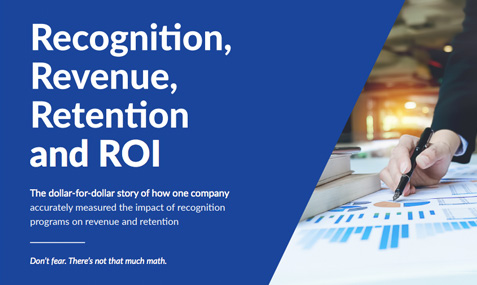 Recognition,
Revenue,
Retention
and ROI
The dollar-for-dollar story of how one company
accurately measured the impact of recognition
programs on revenue and retention
Don't fear. There's not that much math.